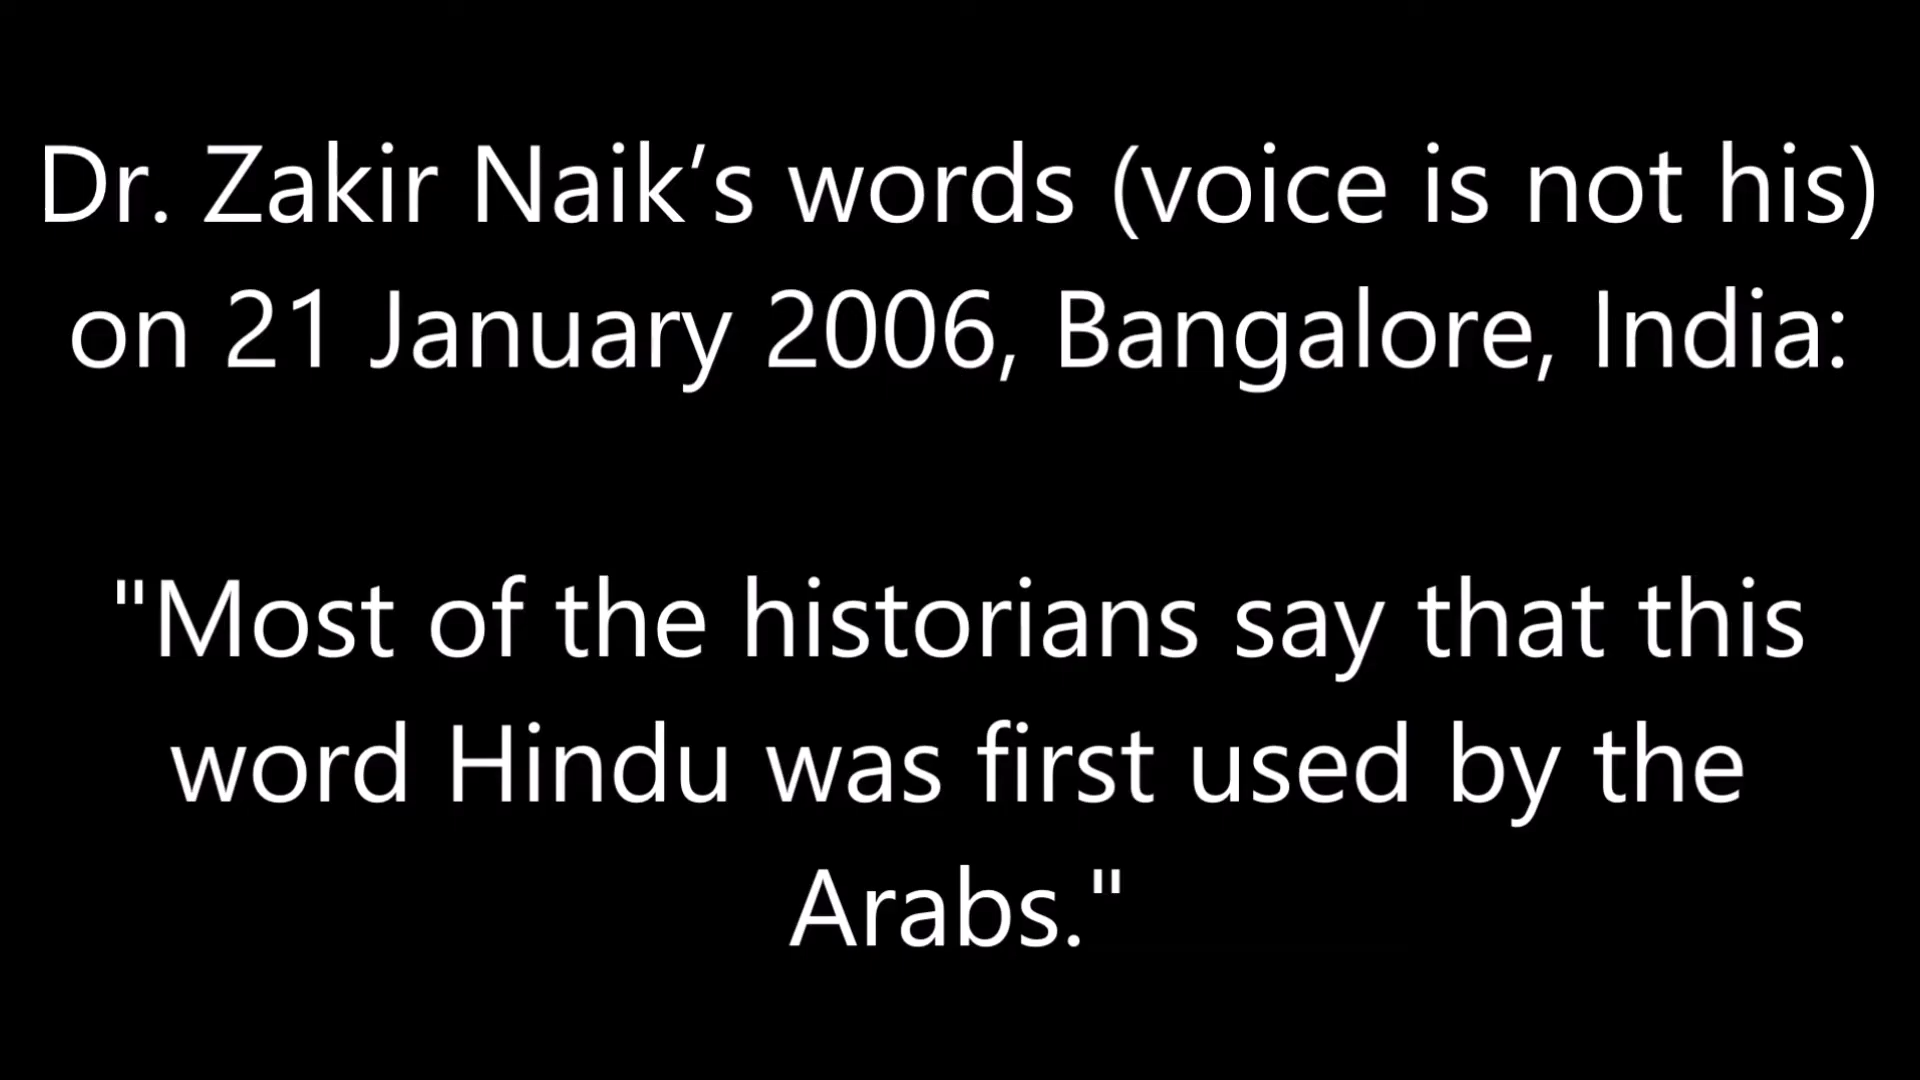 Dr. Zakir Naik’s words (voice is not his)
on 21 January 2006, Bangalore, India:
"Most of the historians say that this
word Hindu was first used by the
Arabs."